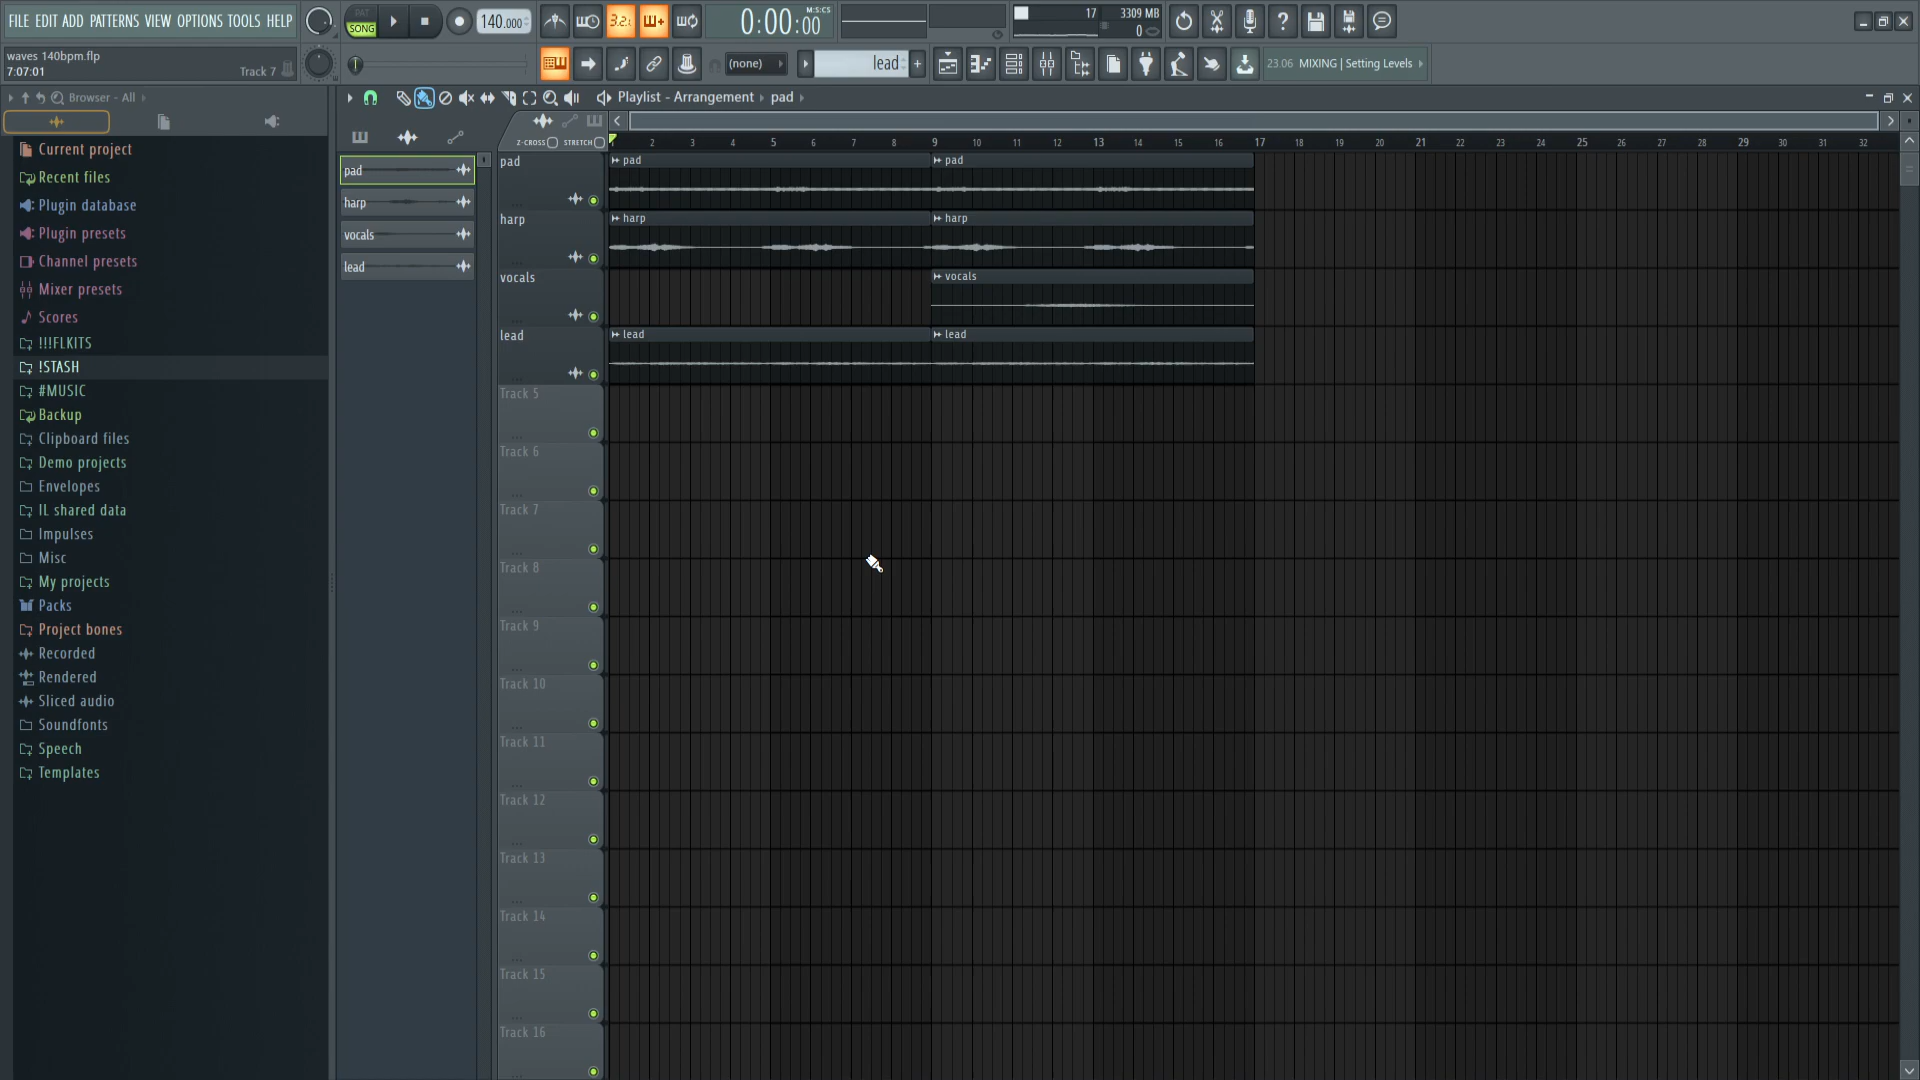 FILE EDIT ADD PATTERNS VIEW OPTIONS TOOLS HELP
PAT
SONG
140.000
3.2.
0:00:00
M:S:CS
17
3309 MB
0
waves 140bpm.flp
7:07:01
Track 7
(none)
lead
23.06 MIXING | Setting Levels
Browser - All
Playlist - Arrangement › pad
Z-CROSS
STRETCH
2 3 4 5 6 7 8 9 10 11 12 13 14 15 16 17 18 19 20 21 22 23 24 25 26 27 28 29 30 31 32
Current project
Recent files
Plugin database
Plugin presets
Channel presets
Mixer presets
Scores
!!!FLKITS
!STASH
#MUSIC
Backup
Clipboard files
Demo projects
Envelopes
IL shared data
Impulses
Misc
My projects
Packs
Project bones
Recorded
Rendered
Sliced audio
Soundfonts
Speech
Templates
pad
harp
vocals
lead
pad
pad
pad
harp
harp
harp
vocals
vocals
lead
lead
lead
Track 5
Track 6
Track 7
Track 8
Track 9
Track 10
Track 11
Track 12
Track 13
Track 14
Track 15
Track 16